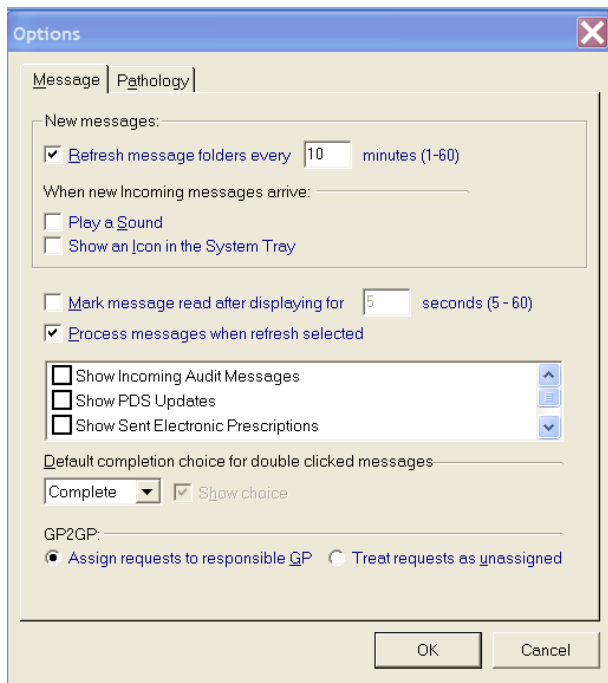 Options
Message Pathology
New messages:
Refresh message folders every 10 minutes (1-60)
When new Incoming messages arrive:
Play a Sound
Show an Icon in the System Tray
Mark message read after displaying for 5 seconds (5 - 60)
Process messages when refresh selected
Show Incoming Audit Messages
Show PDS Updates
Show Sent Electronic Prescriptions
Default completion choice for double clicked messages
Complete Show choice
GP2GP:
Assign requests to responsible GP Treat requests as unassigned
OK Cancel